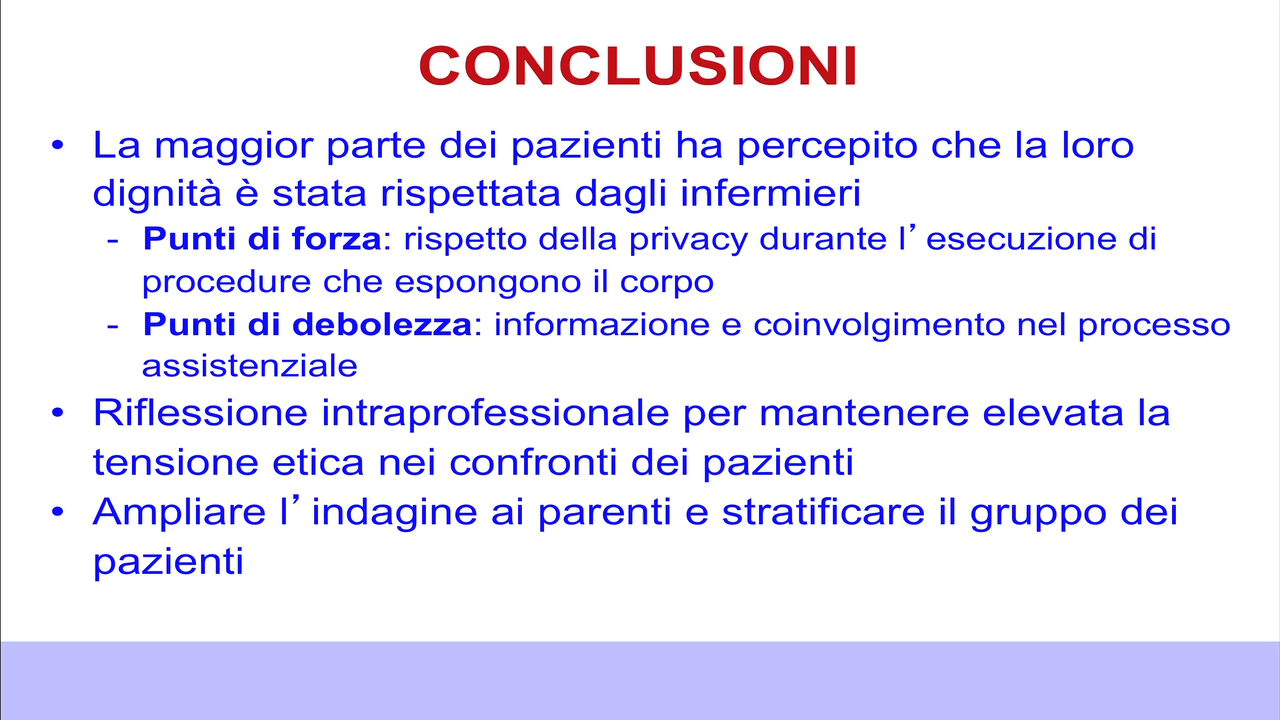 CONCLUSIONI
• La maggior parte dei pazienti ha percepito che la loro
dignità è stata rispettata dagli infermieri
- Punti di forza: rispetto della privacy durante l’ esecuzione di
procedure che espongono il corpo
- Punti di debolezza: informazione e coinvolgimento nel processo
assistenziale
• Riflessione intraprofessionale per mantenere elevata la
tensione etica nei confronti dei pazienti
• Ampliare l’ indagine ai parenti e stratificare il gruppo dei
pazienti